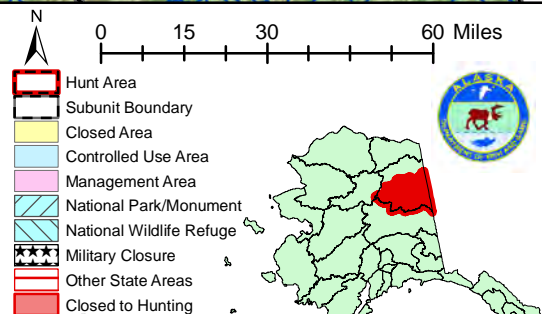 N
0 15 30 60 Miles
Hunt Area
Subunit Boundary
Closed Area
Controlled Use Area
Management Area
National Park/Monument
National Wildlife Refuge
Military Closure
Other State Areas
Closed to Hunting
ALASKA